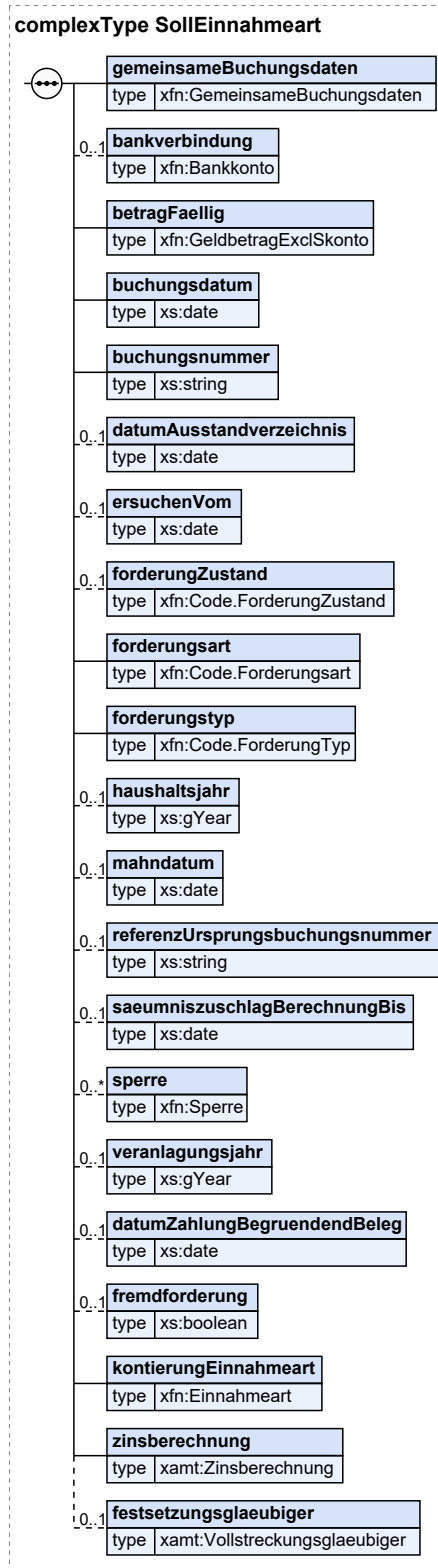 complexType SollEinnahmeart
gemeinsameBuchungsdaten
type xfn:GemeinsameBuchungsdaten
0..1 bankverbindung
type xfn:Bankkonto
betragFaellig
type xfn:GeldbetragExclSkonto
buchungsdatum
type xs:date
buchungsnummer
type xs:string
0..1 datumAusstandverzeichnis
type xs:date
0..1 ersuchenVom
type xs:date
0..1 forderungZustand
type xfn:Code.ForderungZustand
forderungsart
type xfn:Code.Forderungsart
forderungstyp
type xfn:Code.ForderungTyp
0..1 haushaltsjahr
type xs:gYear
0..1 mahndatum
type xs:date
0..1 referenzUrsprungsbuchungsnummer
type xs:string
0..1 saeumniszuschlagBerechnungBis
type xs:date
0..* sperre
type xfn:Sperre
0..1 veranlagungsjahr
type xs:gYear
0..1 datumZahlungBegruendendBeleg
type xs:date
0..1 fremdforderung
type xs:boolean
kontierungEinnahmeart
type xfn:Einnahmeart
zinsberechnung
type xamt:Zinsberechnung
0..1 festsetzungsglaeubiger
type xamt:Vollstreckungsglaeubiger